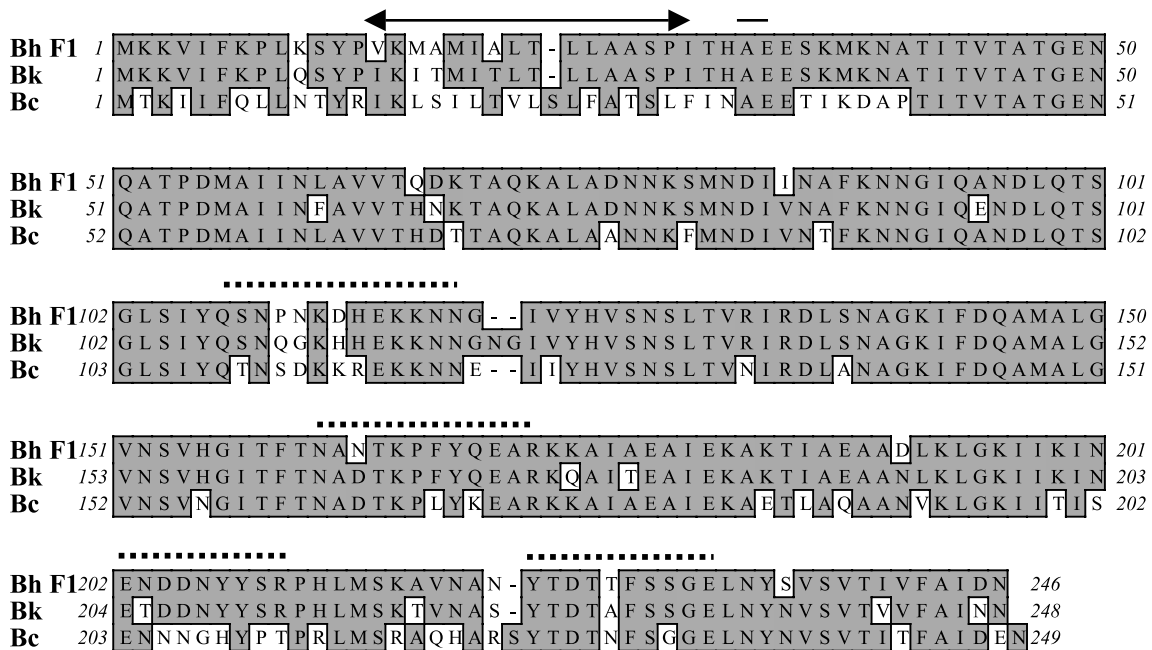 Bh F1 1 MKKVIFKPLKSYPVKMAMIALT-LLAASPITHAEESKMKNATITVTATGEN 50
Bk 1 MKKVIFKPLQSYPIKITMITLT-LLAASPITHAEESKMKNATITVTATGEN 50
Bc 1 MTKIIFQLLNTYRIKLSILTVLSLFATSLFINAEETIKDAPTITVTATGEN 51
Bh F1 51 QATPDMAIINLAVVTQDKTAQKALADNNKSMNDIINAFKNNGIQANDLQTS 101
Bk 51 QATPDMAIINFAVVTHNKTAQKALADNNKSMNDIVNAFKNNGIQENDLQTS 101
Bc 52 QATPDMAIINLAVVTHDTTAQKALAANNKFMNDIVNTFKNNGIQANDLQTS 102
Bh F1 102 GLSIYQSNPNKDHEKKNNG--IVYHVSNSLTVRIRDLSNAGKIFDQAMALG 150
Bk 102 GLSIYQSNQGKHHEKKNNGNGIVYHVSNSLTVRIRDLSNAGKIFDQAMALG 152
Bc 103 GLSIYQTNSDKKREKKNNE--IIYHVSNSLTVNIRDLANAGKIFDQAMALG 151
Bh F1 151 VNSVHGITFTNANTKPFYQEARKKAIAEAIEKAKTIAEAADLKLGKIIKIN 201
Bk 153 VNSVHGITFTNADTKPFYQEARKQAITEAIEKAKTIAEAANLKLGKIIKIN 203
Bc 152 VNSVNGITFTNADTKPLYKEARKKAIAEAIEKAETLAQAANVKLGKIITIS 202
Bh F1 202 ENDDNYYSRPHLMSKAVNAN-YTDTTFSSGELNYSVSVTIVFAIDN 246
Bk 204 ETDDNYYSRPHLMSKTVNAS-YTDTAFSSGELNYNVSVTVVFAINN 248
Bc 203 ENNNGHYPTPRLMSRAQHARSYTDTNFSGGELNYNVSVTITFAIDEN 249